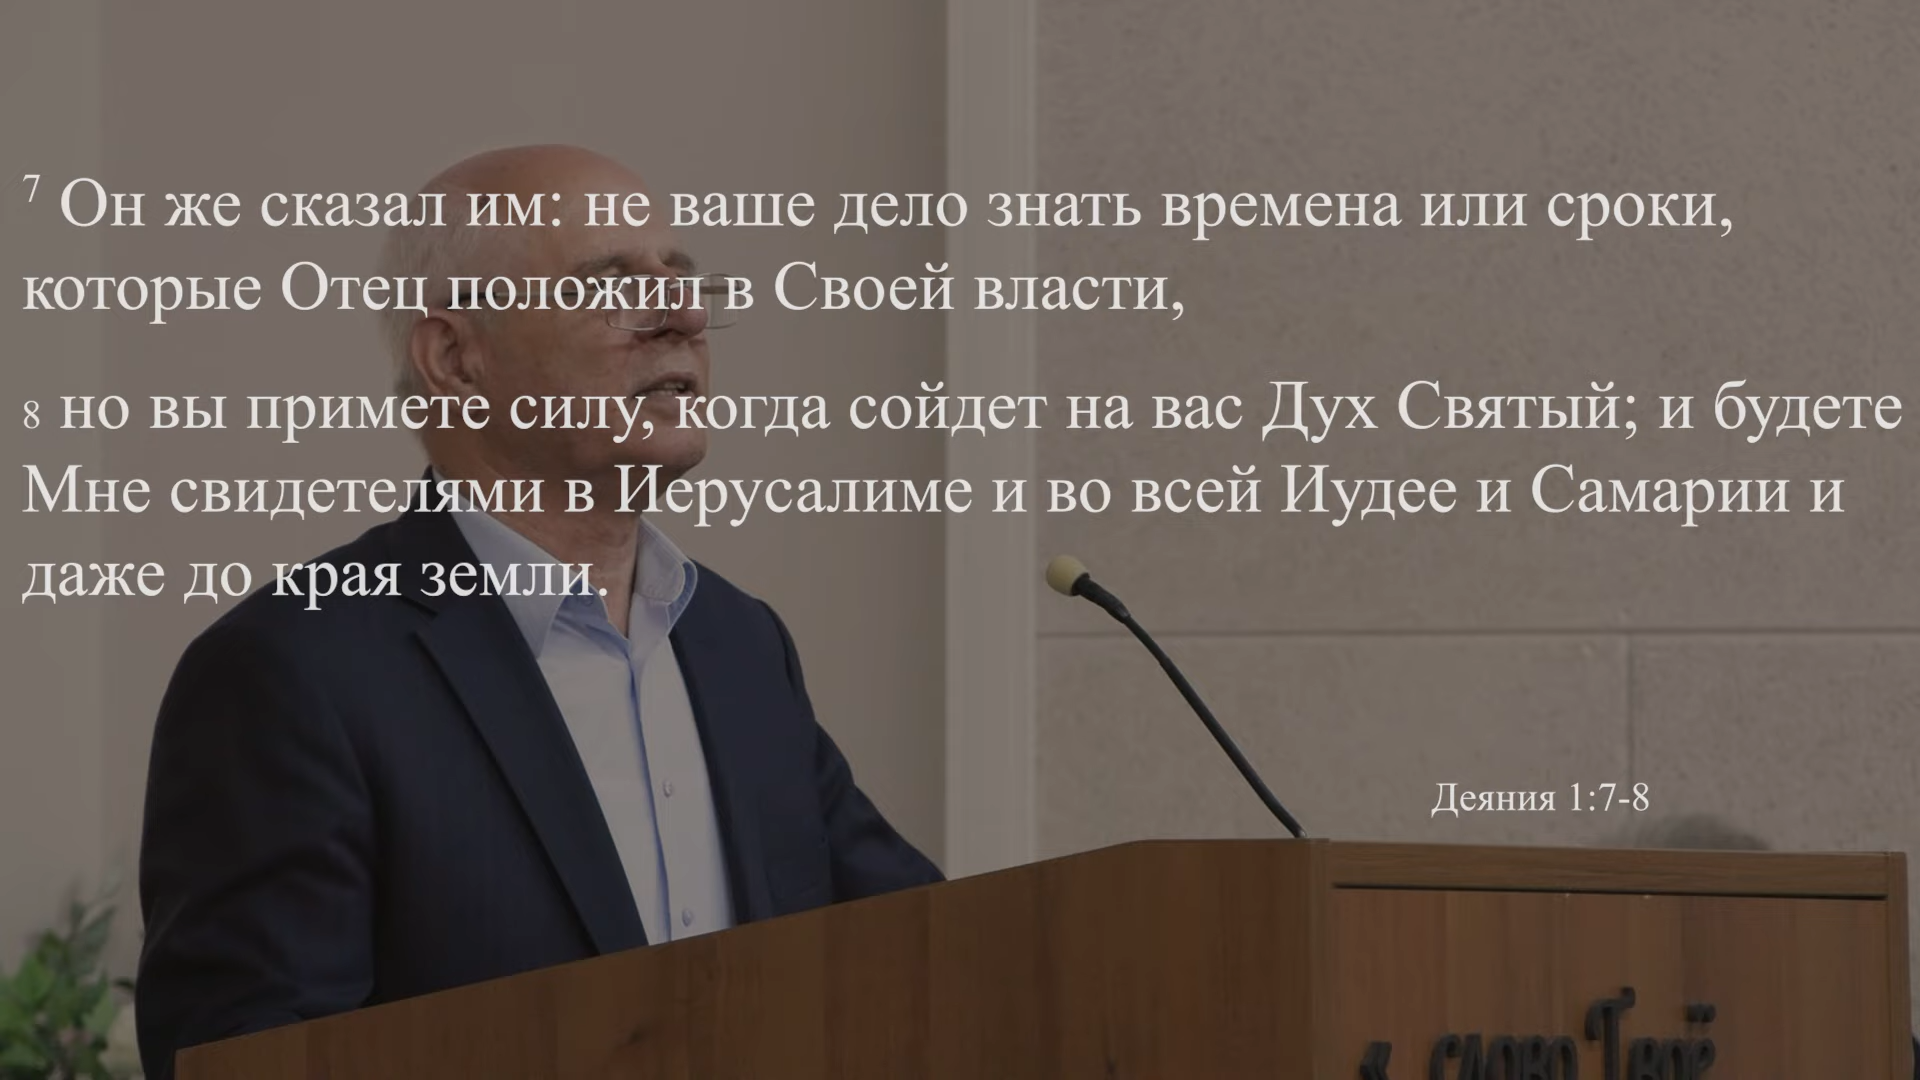 7 Он же сказал им: не ваше дело знать времена или сроки,
которые Отец положил в Своей власти,
8 но вы примете силу, когда сойдет на вас Дух Святый; и будете
Мне свидетелями в Иерусалиме и во всей Иудее и Самарии и
даже до края земли.
Деяния 1:7-8
« слово Твоё